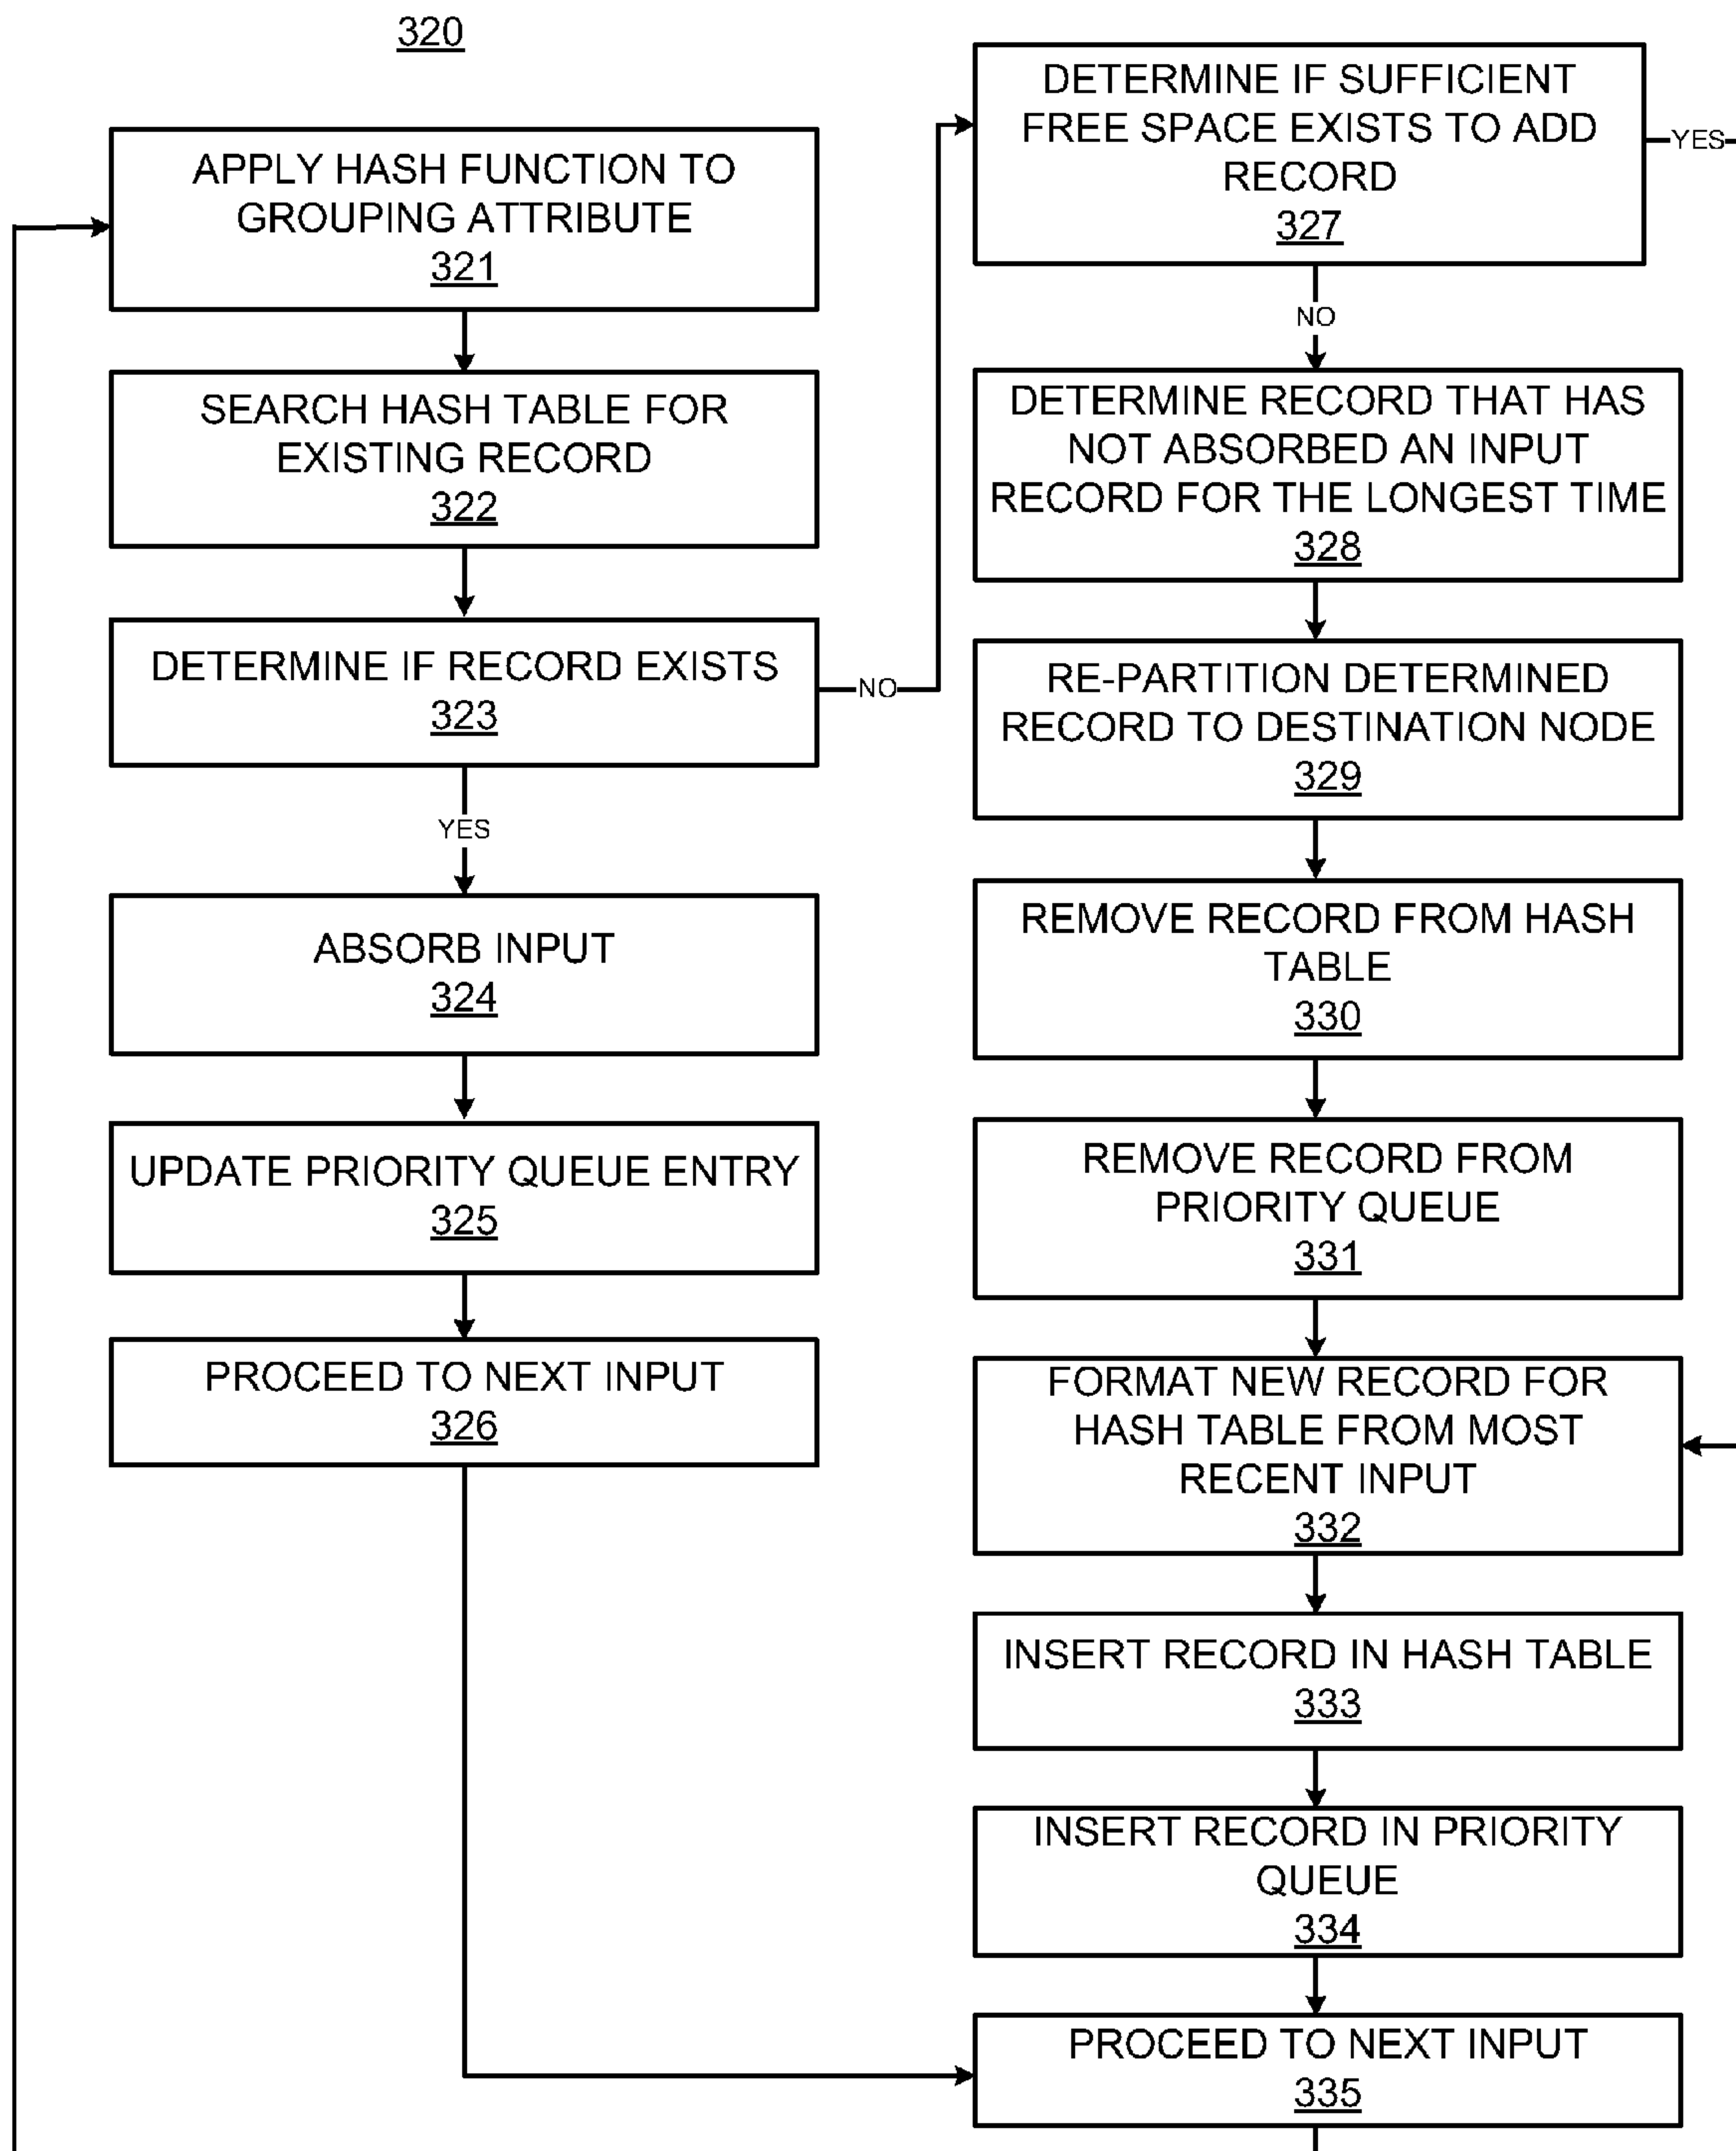 320
APPLY HASH FUNCTION TO
GROUPING ATTRIBUTE
321
SEARCH HASH TABLE FOR
EXISTING RECORD
322
DETERMINE IF RECORD EXISTS
323
NO
YES
ABSORB INPUT
324
UPDATE PRIORITY QUEUE ENTRY
325
PROCEED TO NEXT INPUT
326
DETERMINE IF SUFFICIENT
FREE SPACE EXISTS TO ADD
RECORD
327
YES
NO
DETERMINE RECORD THAT HAS
NOT ABSORBED AN INPUT
RECORD FOR THE LONGEST TIME
328
RE-PARTITION DETERMINED
RECORD TO DESTINATION NODE
329
REMOVE RECORD FROM HASH
TABLE
330
REMOVE RECORD FROM
PRIORITY QUEUE
331
FORMAT NEW RECORD FOR
HASH TABLE FROM MOST
RECENT INPUT
332
INSERT RECORD IN HASH TABLE
333
INSERT RECORD IN PRIORITY
QUEUE
334
PROCEED TO NEXT INPUT
335